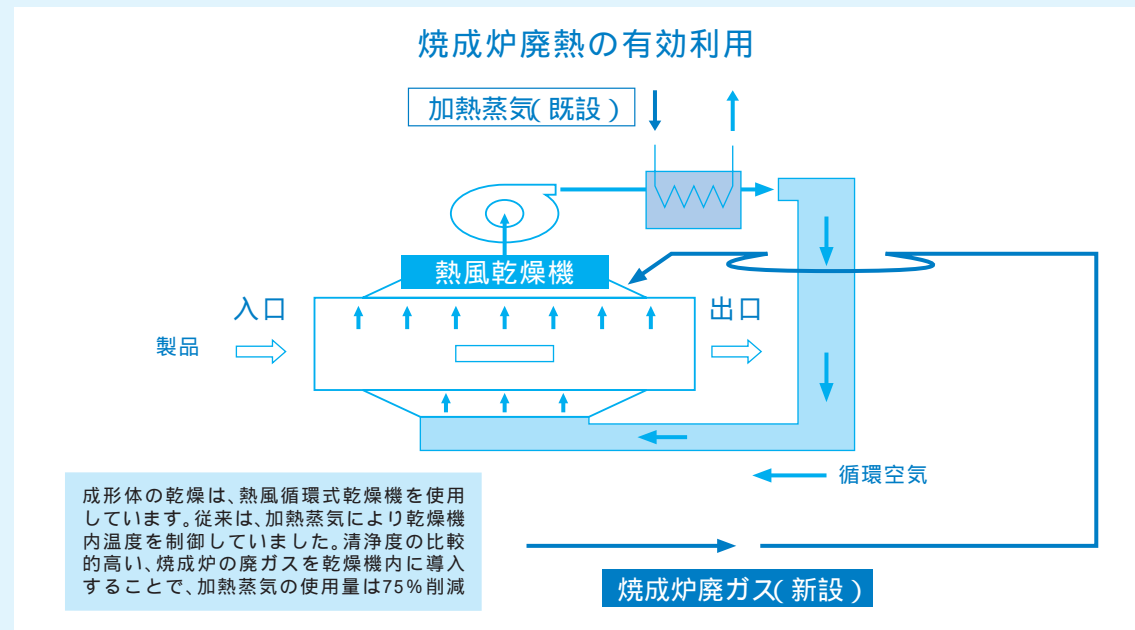 焼成炉廃熱の有効利用
加熱蒸気(既設)
熱風乾燥機
入口
出口
製品
循環空気
成形体の乾燥は、熱風循環式乾燥機を使用
しています。従来は、加熱蒸気により乾燥機
内温度を制御していました。清浄度の比較
的高い、焼成炉の廃ガスを乾燥機内に導入
することで、加熱蒸気の使用量は75%削減
焼成炉廃ガス(新設)